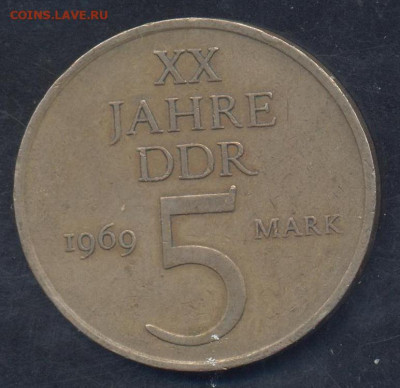 COINS.LAVE.RU
XX
JAHRE
DDR
1969 5 MARK